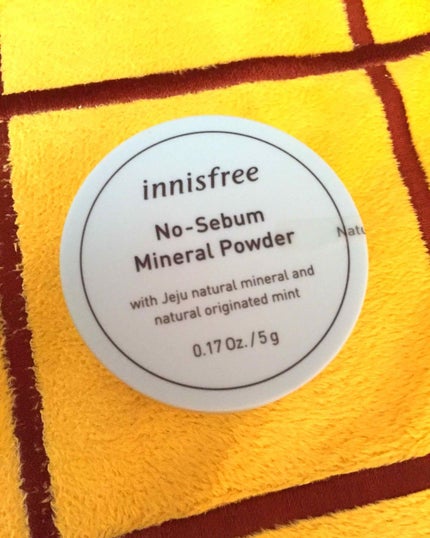 innisfree
No-Sebum
Mineral Powder
with Jeju natural mineral and
natural originated mint
0.17 Oz. / 5 g